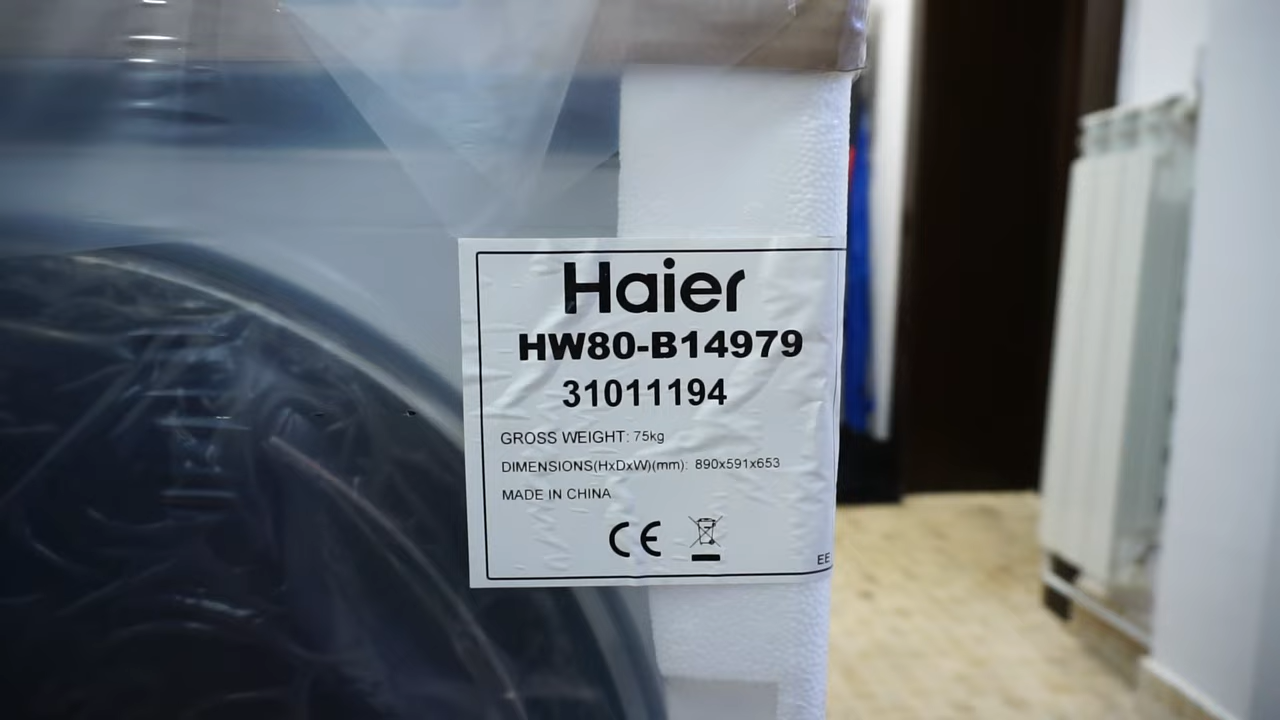 Haier
HW80-B14979
31011194
GROSS WEIGHT: 75kg
DIMENSIONS(HxDxW)(mm): 890x591x653
MADE IN CHINA
CE
EE